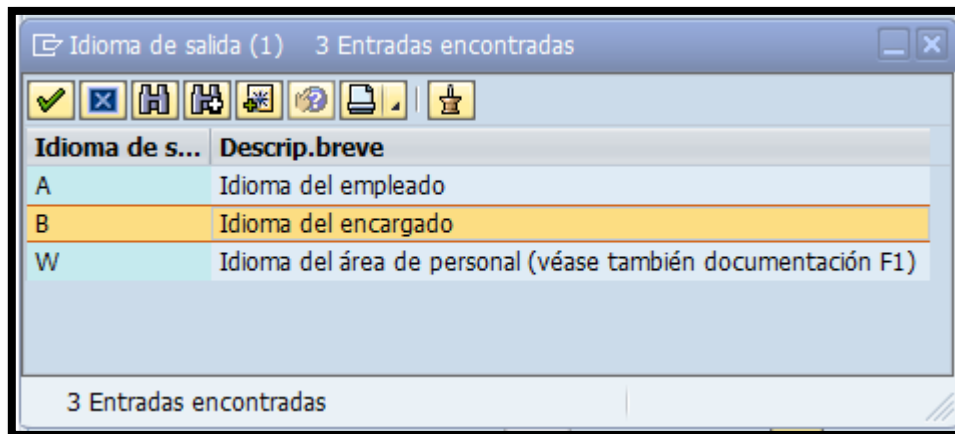 Idioma de salida (1) 3 Entradas encontradas
Idioma de s... Descrip.breve
A Idioma del empleado
B Idioma del encargado
W Idioma del área de personal (véase también documentación F1)
3 Entradas encontradas